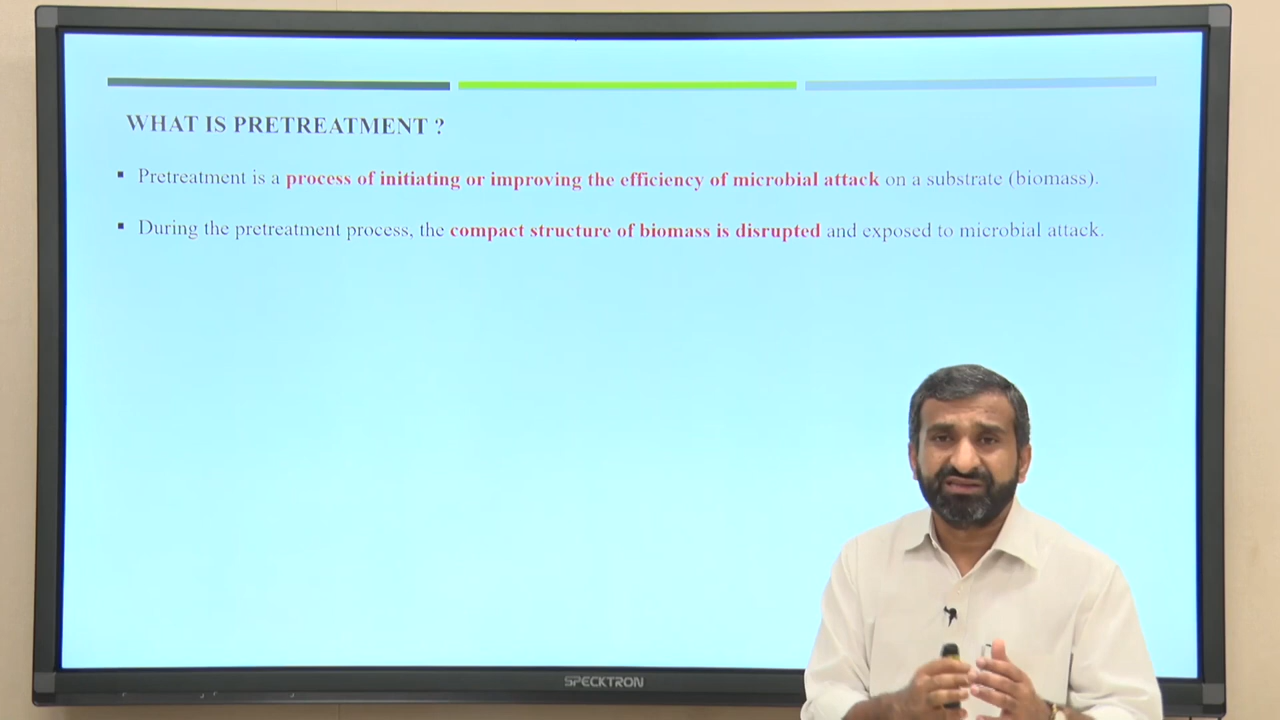 WHAT IS PRETREATMENT ?
▪ Pretreatment is a process of initiating or improving the efficiency of microbial attack on a substrate (biomass).
▪ During the pretreatment process, the compact structure of biomass is disrupted and exposed to microbial attack.
SPECKTRON